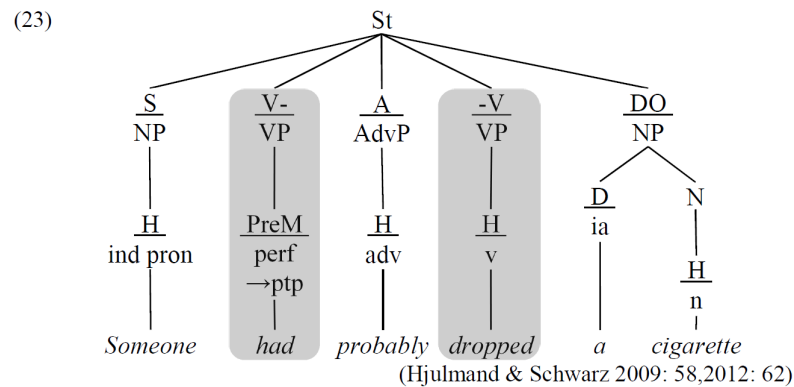 (23) St
S V- A -V DO
NP VP AdvP VP NP
D N
ia
H PreM H H
ind pron perf adv v
→ptp
H
n
Someone had probably dropped a cigarette
(Hjulmand & Schwarz 2009: 58,2012: 62)